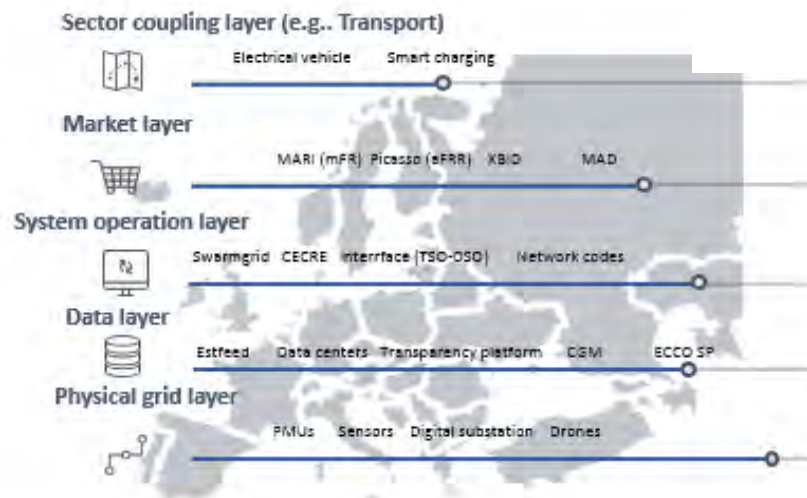 Sector coupling layer (e.g.. Transport)
Electrical vehicle Smart charging
Market layer
MARI (mFR) Picasso (aFRR) XBID MAD
System operation layer
Swarmgrid CECRE Interrface (TSO-DSO) Network codes
Data layer
Estfeed Data centers Transparency platform CGM ECCO SP
Physical grid layer
PMUs Sensors Digital substation Drones